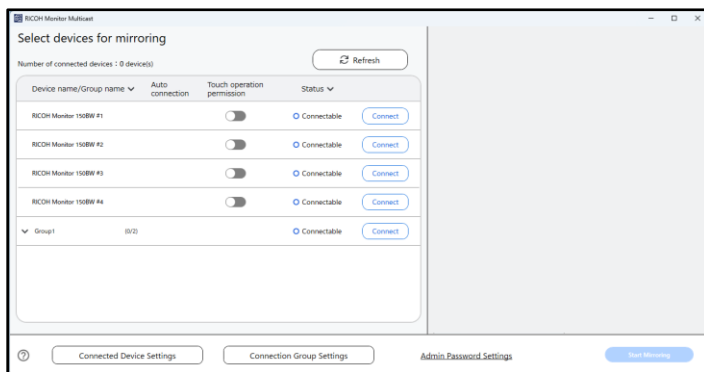 RICOH Monitor Multicast
Select devices for mirroring
Number of connected devices : 0 device(s)
Refresh
Device name/Group name Auto connection Touch operation permission Status
RICOH Monitor 150BW #1 Connectable Connect
RICOH Monitor 150BW #2 Connectable Connect
RICOH Monitor 150BW #3 Connectable Connect
RICOH Monitor 150BW #4 Connectable Connect
Group1 (0/2) Connectable Connect
? Connected Device Settings Connection Group Settings Admin Password Settings Start Mirroring